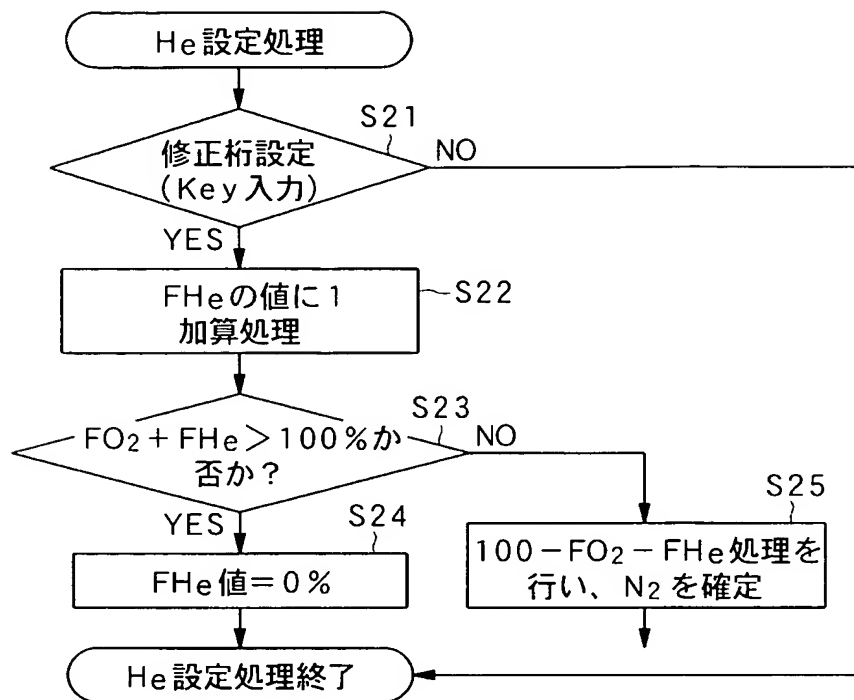 He設定処理
S21
修正桁設定
(Key入力)
NO
YES
FHeの値に1
加算処理
S22
S23
FO2+FHe>100%か
否か?
NO
YES
S24
FHe値=0%
S25
100-FO2-FHe処理を
行い、N2を確定
He設定処理終了